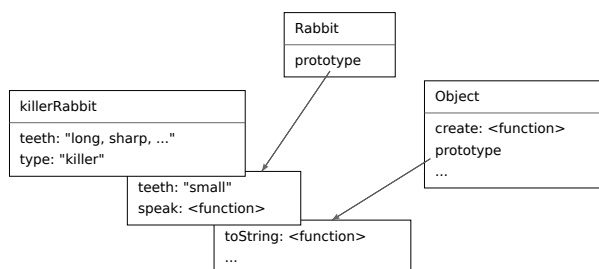 Rabbit
prototype
killerRabbit
teeth: "long, sharp, ..."
type: "killer"
Object
create: <function>
prototype
...
teeth: "small"
speak: <function>
toString: <function>
...